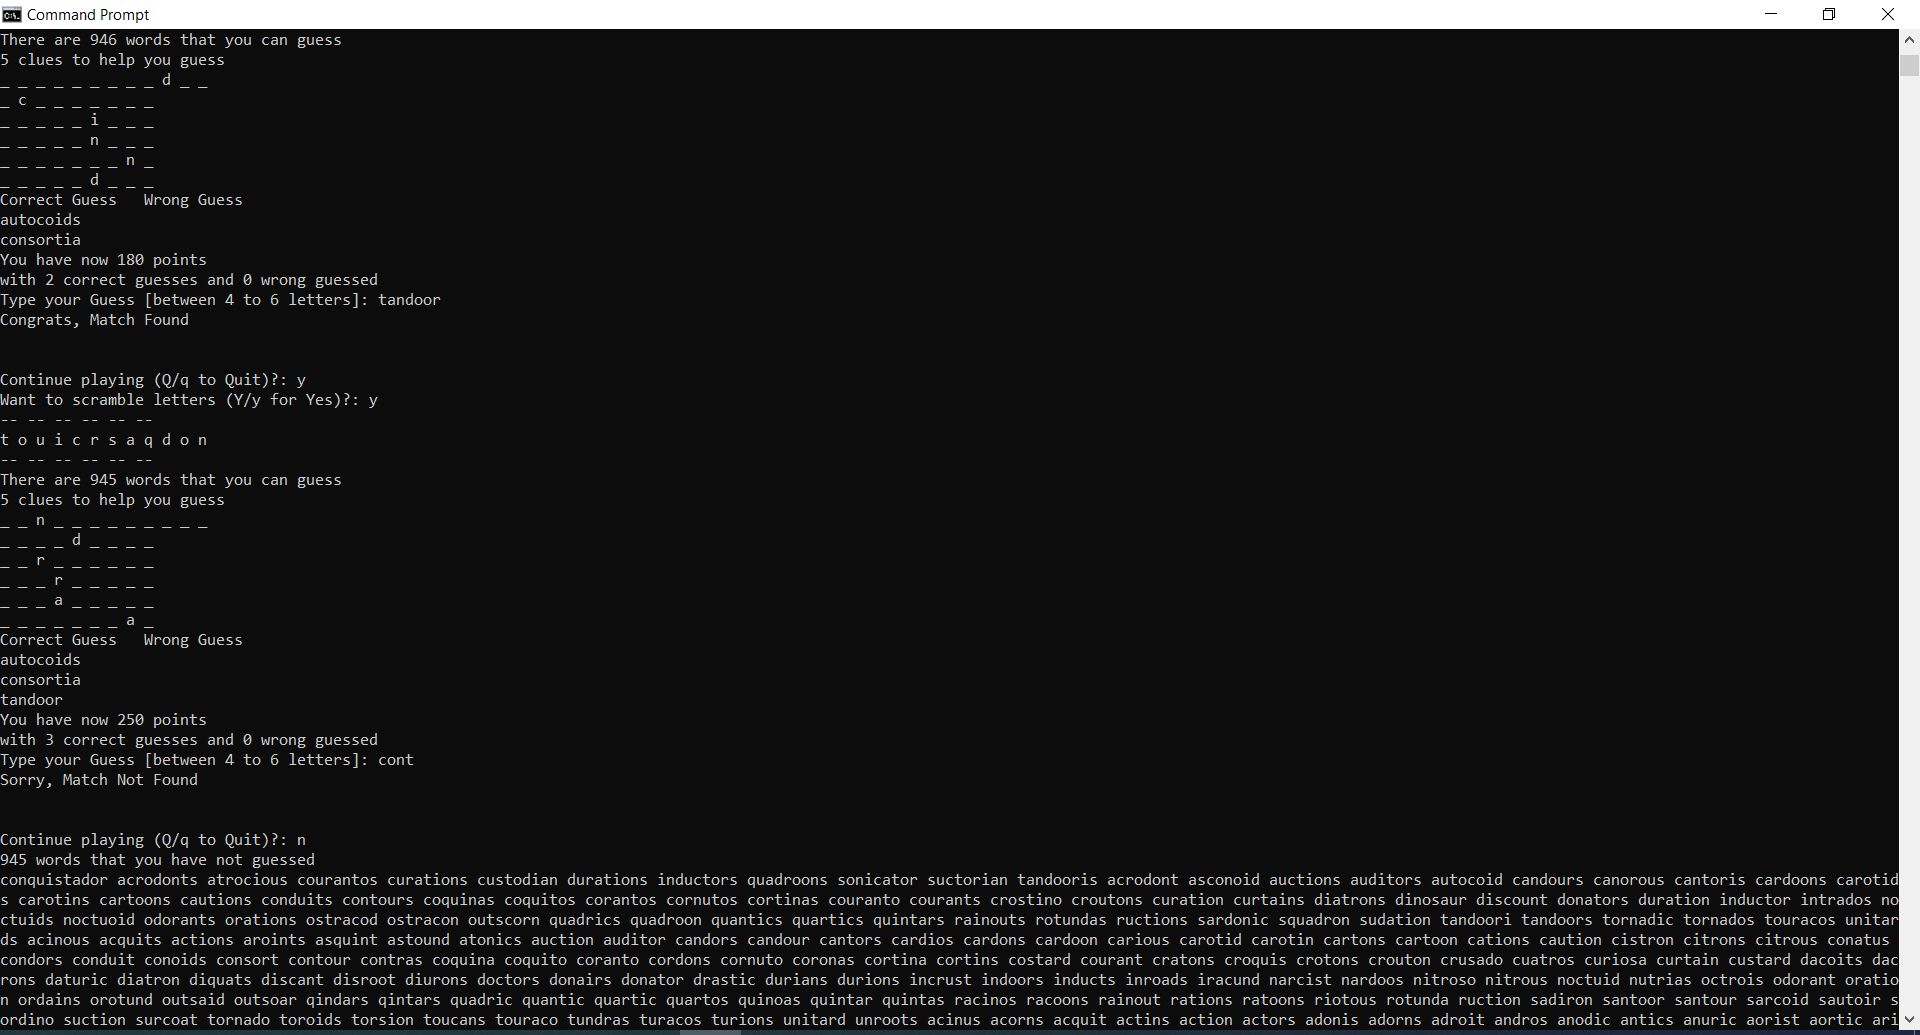 Command Prompt
There are 946 words that you can guess
5 clues to help you guess
_ _ _ _ _ _ _ _ _ d _ _
_ c _ _ _ _ _ _ _
_ _ _ _ _ i _ _ _
_ _ _ _ _ n _ _ _
_ _ _ _ _ _ _ n _
_ _ _ _ _ d _ _ _
Correct Guess   Wrong Guess
autocoids
consortia
You have now 180 points
with 2 correct guesses and 0 wrong guessed
Type your Guess [between 4 to 6 letters]: tandoor
Congrats, Match Found
Continue playing (Q/q to Quit)?: y
Want to scramble letters (Y/y for Yes)?: y
-- -- -- -- -- --
t o u i c r s a q d o n
-- -- -- -- -- --
There are 945 words that you can guess
5 clues to help you guess
_ _ n _ _ _ _ _ _ _ _ _
_ _ _ _ d _ _ _ _
_ _ r _ _ _ _ _ _
_ _ _ r _ _ _ _ _
_ _ _ a _ _ _ _ _
_ _ _ _ _ _ _ a _
Correct Guess   Wrong Guess
autocoids
consortia
tandoor
You have now 250 points
with 3 correct guesses and 0 wrong guessed
Type your Guess [between 4 to 6 letters]: cont
Sorry, Match Not Found
Continue playing (Q/q to Quit)?: n
945 words that you have not guessed
conquistador acrodonts atrocious courantos curations custodian durations inductors quadroons sonicator suctorian tandooris acrodont asconoid auctions auditors autocoid candours canorous cantoris cardoons carotid
s carotins cartoons cautions conduits contours coquinas coquitos corantos cornutos cortinas couranto courants crostino croutons curation curtains diatrons dinosaur discount donators duration inductor intrados no
ctuids noctuoid odorants orations ostracod ostracon outscorn quadrics quadroon quantics quartics quintars rainouts rotundas ructions sardonic squadron sudation tandoori tandoors tornadic tornados touracos unitar
ds acinous acquits actions aroints asquint astound atonics auction auditor candors candour cantors cardios cardons cardoon carious carotid carotin cartons cartoon cations caution cistron citrons citrous conatus
condors conduit conoids consort contour contras coquina coquito coranto cordons cornuto coronas cortina cortins costard courant cratons croquis crotons crouton crusado cuatros curiosa curtain custard dacoits dac
rons daturic diatron diquats discant disroot diurons doctors donairs donator drastic durians durions incrust indoors inducts inroads iracund narcist nardoos nitroso nitrous noctuid nutrias octrois odorant oratio
n ordains orotund outsaid outsoar qindars qintars quadric quantic quartic quartos quinoas quintar quintas racinos racoons rainout rations ratoons riotous rotunda ruction sadiron santoor santour sarcoid sautoir s
ordino suction surcoat tornado toroids torsion toucans touraco tundras turacos turions unitard unroots acinus acorns acquit actins action actors adonis adorns adroit andros anodic antics anuric aorist aortic ari